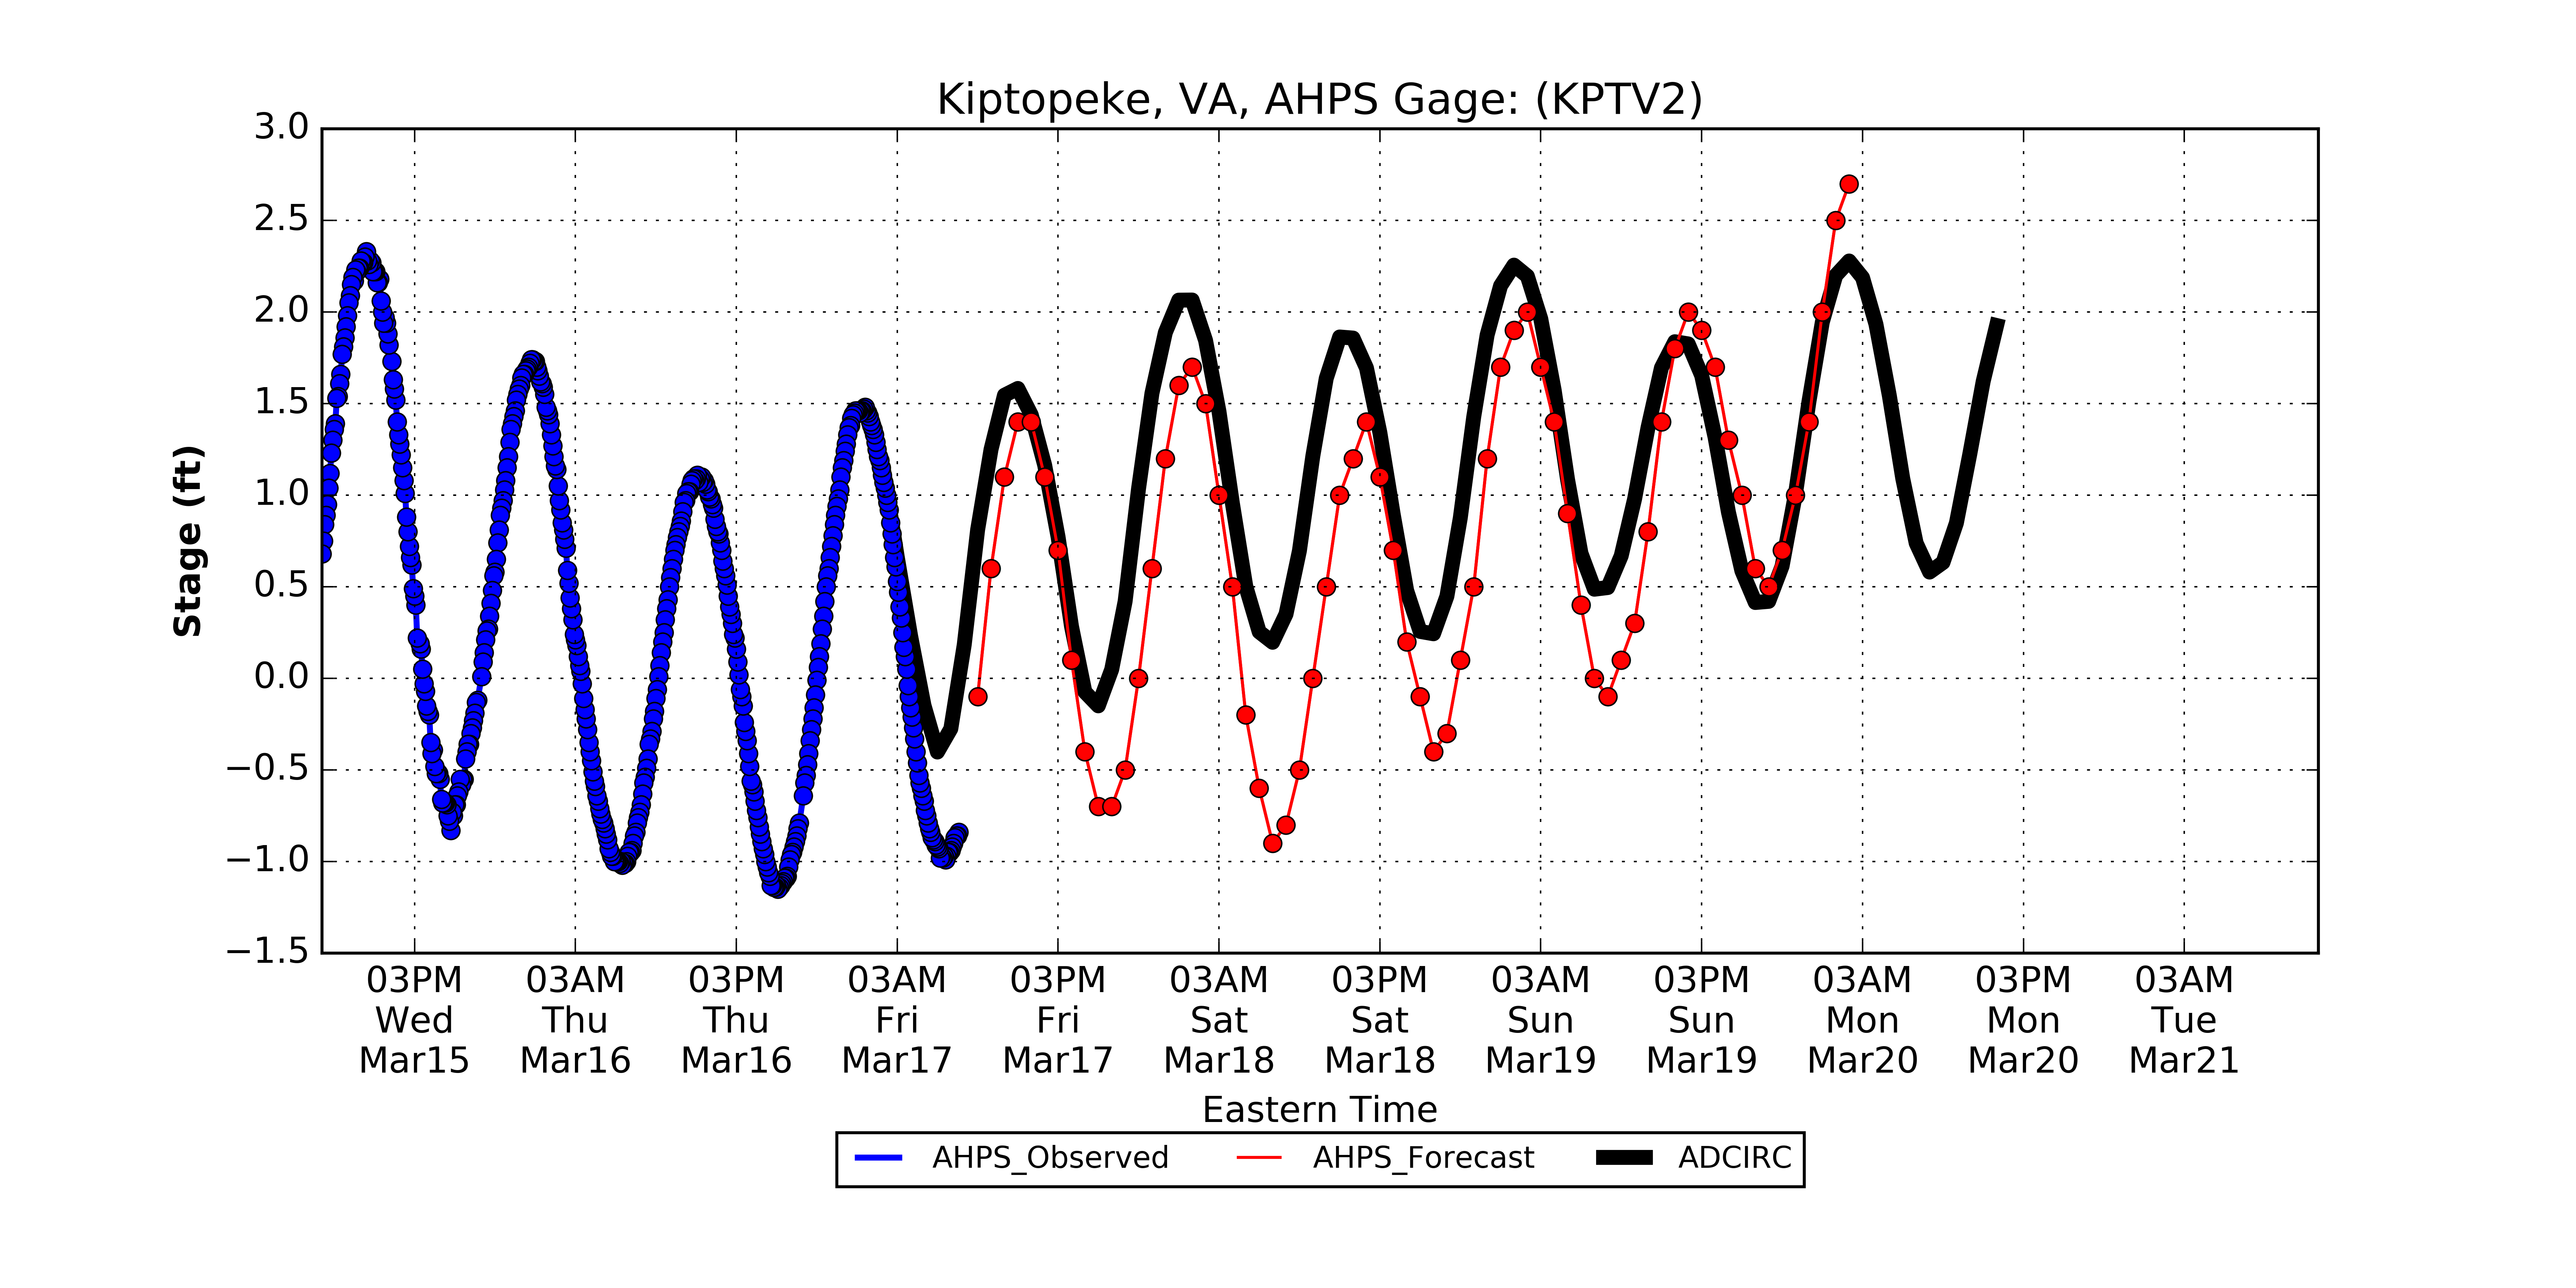 Kiptopeke, VA, AHPS Gage: (KPTV2)
3.0
2.5
2.0
1.5
1.0
0.5
0.0
−0.5
−1.0
−1.5
Stage (ft)
03PM 03AM 03PM 03AM 03PM 03AM 03PM 03AM 03PM 03AM 03PM 03AM
Wed Thu Thu Fri Fri Sat Sat Sun Sun Mon Mon Tue
Mar15 Mar16 Mar16 Mar17 Mar17 Mar18 Mar18 Mar19 Mar19 Mar20 Mar20 Mar21
Eastern Time
AHPS_Observed AHPS_Forecast ADCIRC